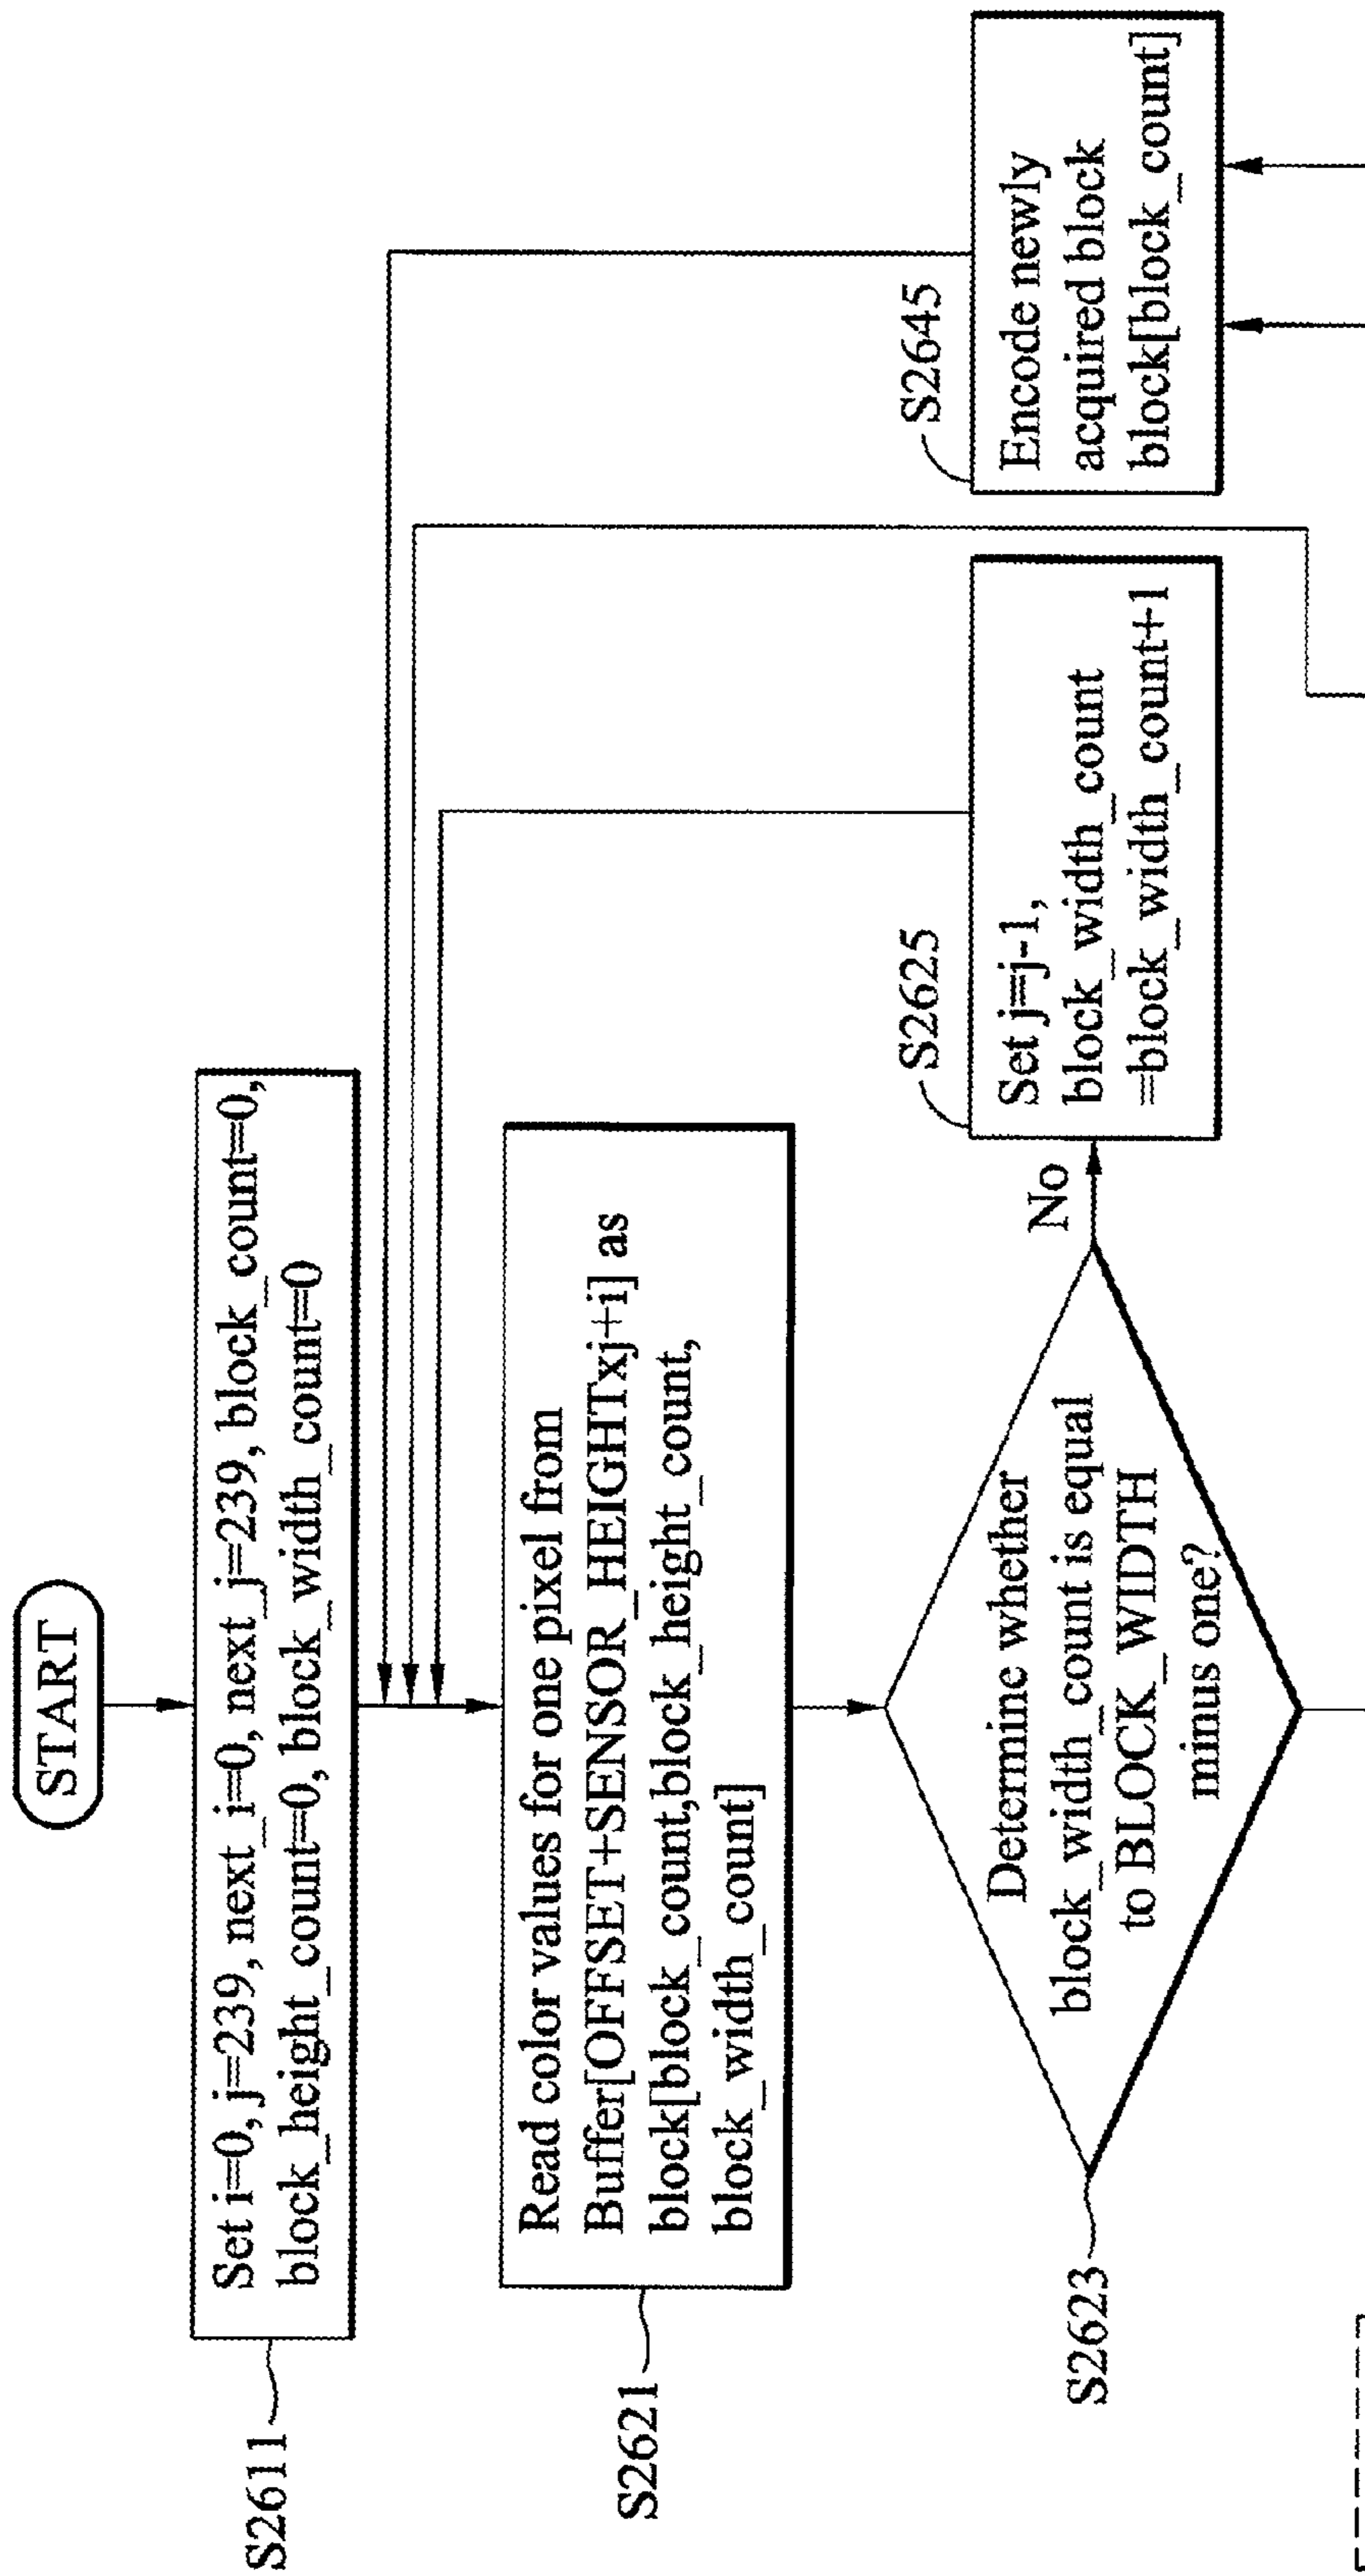 START
S2611
Set i=0, j=239, next_i=0, next_j=239, block_count=0,
block_height_count=0, block_width_count=0
S2621
Read color values for one pixel from
Buffer[OFFSET+SENSOR_HEIGHTxj+i] as
block[block_count,block_height_count,
block_width_count]
S2623
Determine whether
block_width_count is equal
to BLOCK_WIDTH
minus one?
No
S2625
Set j=j-1,
block_width_count
=block_width_count+1
S2645
Encode newly
acquired block
block[block_count]